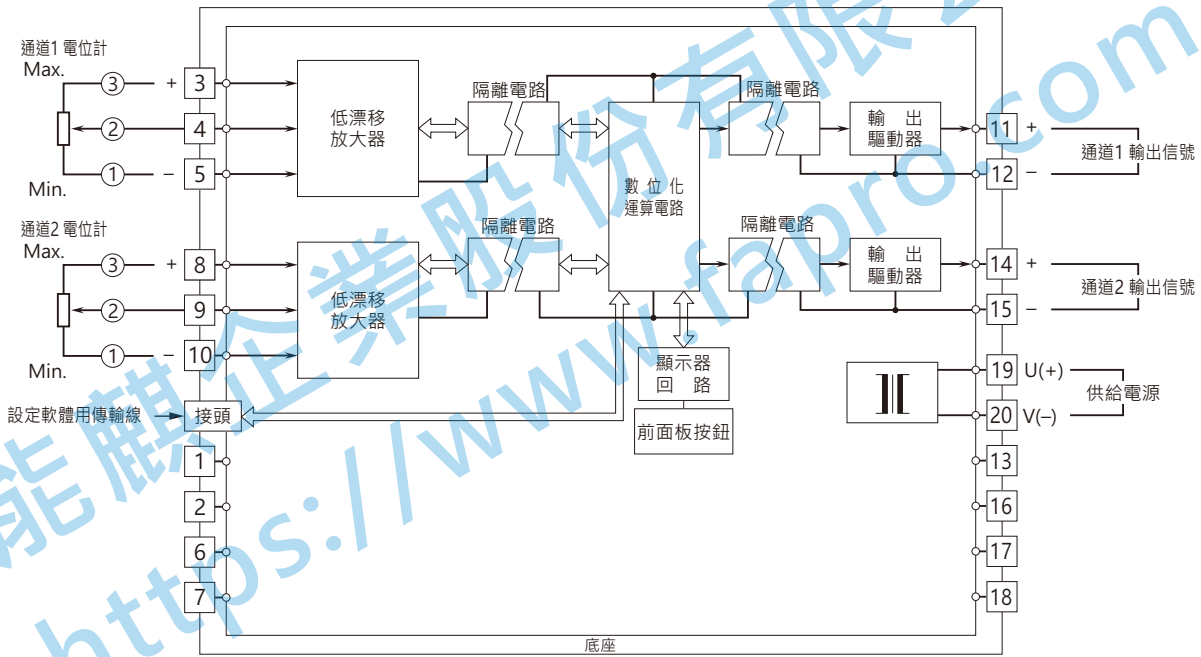 通道1 電位計
Max.
③ + 3
② 4
① − 5
Min.
通道2 電位計
Max.
③ + 8
② 9
① − 10
Min.
設定軟體用傳輸線
接頭
1
2
6
7
低漂移
放大器
隔離電路
數位化
運算電路
隔離電路
輸出
驅動器
低漂移
放大器
隔離電路
隔離電路
輸出
驅動器
顯示器
回路
前面板按鈕
11 +
通道1 輸出信號
12 −
14 +
通道2 輸出信號
15 −
19 U(+)
供給電源
20 V(–)
13
16
17
18
底座
能麒企業股份有限
https://www.fapro.com